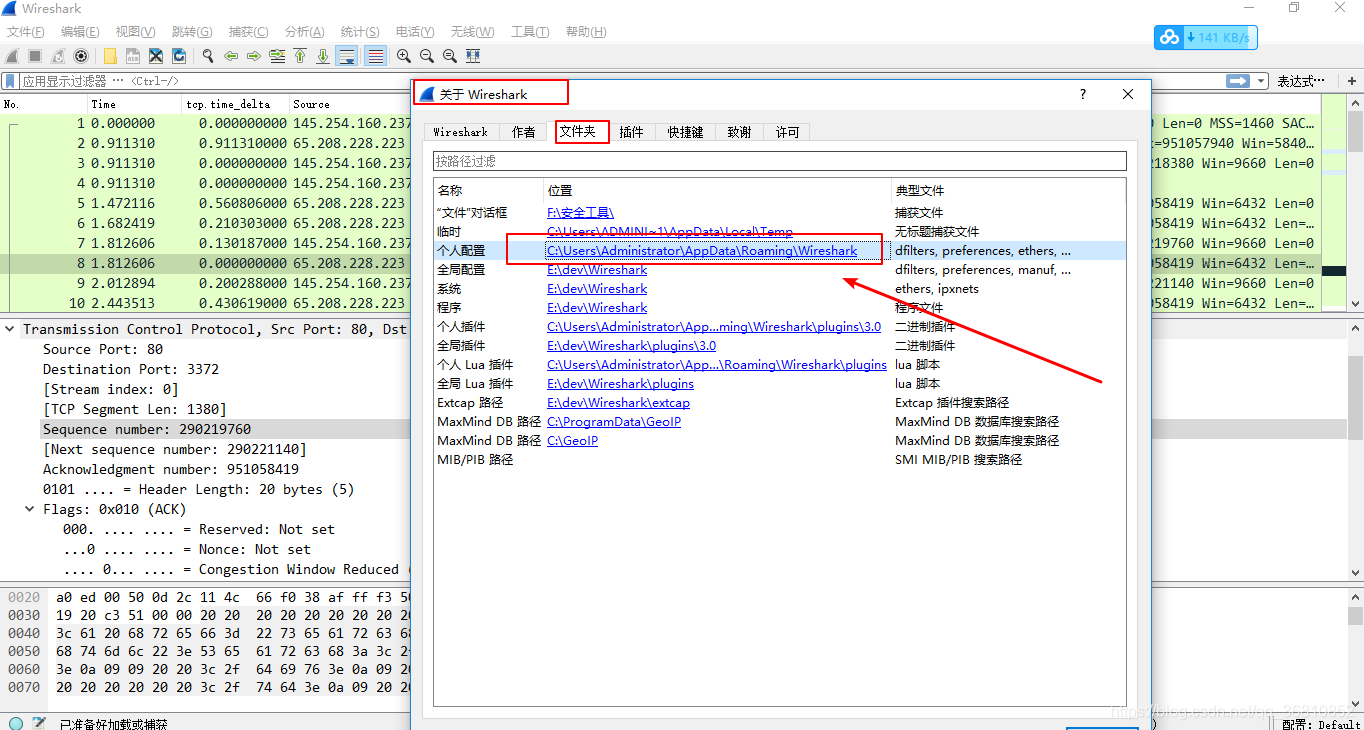 Wireshark
文件(F) 编辑(E) 视图(V) 跳转(G) 捕获(C) 分析(A) 统计(S) 电话(Y) 无线(W) 工具(T) 帮助(H)
141 KB/s
应用显示过滤器 … <Ctrl-/>
表达式…
+
No. Time tcp.time_delta Source
1 0.000000 0.000000000 145.254.160.237
Len=0 MSS=1460 SAC…
2 0.911310 0.911310000 65.208.228.223
=951057940 Win=5840…
3 0.911310 0.000000000 145.254.160.237
218380 Win=9660 Len=0
4 0.911310 0.000000000 145.254.160.237
5 1.472116 0.560806000 65.208.228.223
058419 Win=6432 Len=0
6 1.682419 0.210303000 65.208.228.223
058419 Win=6432 Len=…
7 1.812606 0.130187000 145.254.160.237
219760 Win=9660 Len=0
8 1.812606 0.000000000 65.208.228.223
058419 Win=6432 Len=…
9 2.012894 0.200288000 145.254.160.237
221140 Win=9660 Len=0
10 2.443513 0.430619000 65.208.228.223
058419 Win=6432 Len=…
Transmission Control Protocol, Src Port: 80, Dst
Source Port: 80
Destination Port: 3372
[Stream index: 0]
[TCP Segment Len: 1380]
Sequence number: 290219760
[Next sequence number: 290221140]
Acknowledgment number: 951058419
0101 .... = Header Length: 20 bytes (5)
Flags: 0x010 (ACK)
000. .... .... = Reserved: Not set
...0 .... .... = Nonce: Not set
.... 0... .... = Congestion Window Reduced (
0020 a0 ed 00 50 0d 2c 11 4c 66 f0 38 af ff f3 50
0030 19 20 c3 51 00 00 20 20 20 20 20 20 20 20 20
0040 3c 61 20 68 72 65 66 3d 22 73 65 61 72 63 68
0050 68 74 6d 6c 22 3e 53 65 61 72 63 68 3a 3c 2f
0060 3e 0a 09 09 20 20 3c 2f 64 69 76 3e 0a 09 20
0070 20 20 20 20 20 20 3c 2f 74 64 3e 0a 09 20 20
已准备好加载或捕获
配置: Default
关于 Wireshark
?
Wireshark 作者 文件夹 插件 快捷键 致谢 许可
按路径过滤
名称 位置 典型文件
“文件”对话框 F:\安全工具\ 捕获文件
临时 C:\Users\ADMINI~1\AppData\Local\Temp 无标题捕获文件
个人配置 C:\Users\Administrator\AppData\Roaming\Wireshark dfilters, preferences, ethers, ...
全局配置 E:\dev\Wireshark dfilters, preferences, manuf, ...
系统 E:\dev\Wireshark ethers, ipxnets
程序 E:\dev\Wireshark 程序文件
个人插件 C:\Users\Administrator\App...ming\Wireshark\plugins\3.0 二进制插件
全局插件 E:\dev\Wireshark\plugins\3.0 二进制插件
个人 Lua 插件 C:\Users\Administrator\App...\Roaming\Wireshark\plugins lua 脚本
全局 Lua 插件 E:\dev\Wireshark\plugins lua 脚本
Extcap 路径 E:\dev\Wireshark\extcap Extcap 插件搜索路径
MaxMind DB 路径 C:\ProgramData\GeoIP MaxMind DB 数据库搜索路径
MaxMind DB 路径 C:\GeoIP MaxMind DB 数据库搜索路径
MIB/PIB 路径 SMI MIB/PIB 搜索路径